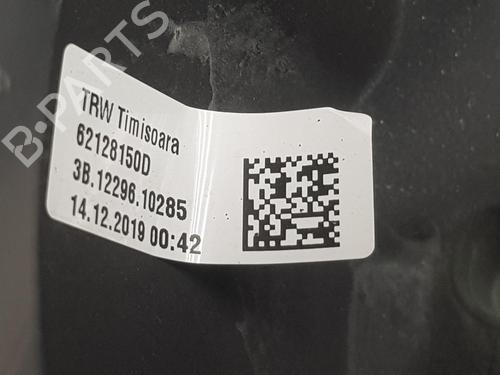 B-PARTS
TRW Timisoara
62128150D
3B.12296.10285
14.12.2019 00:42